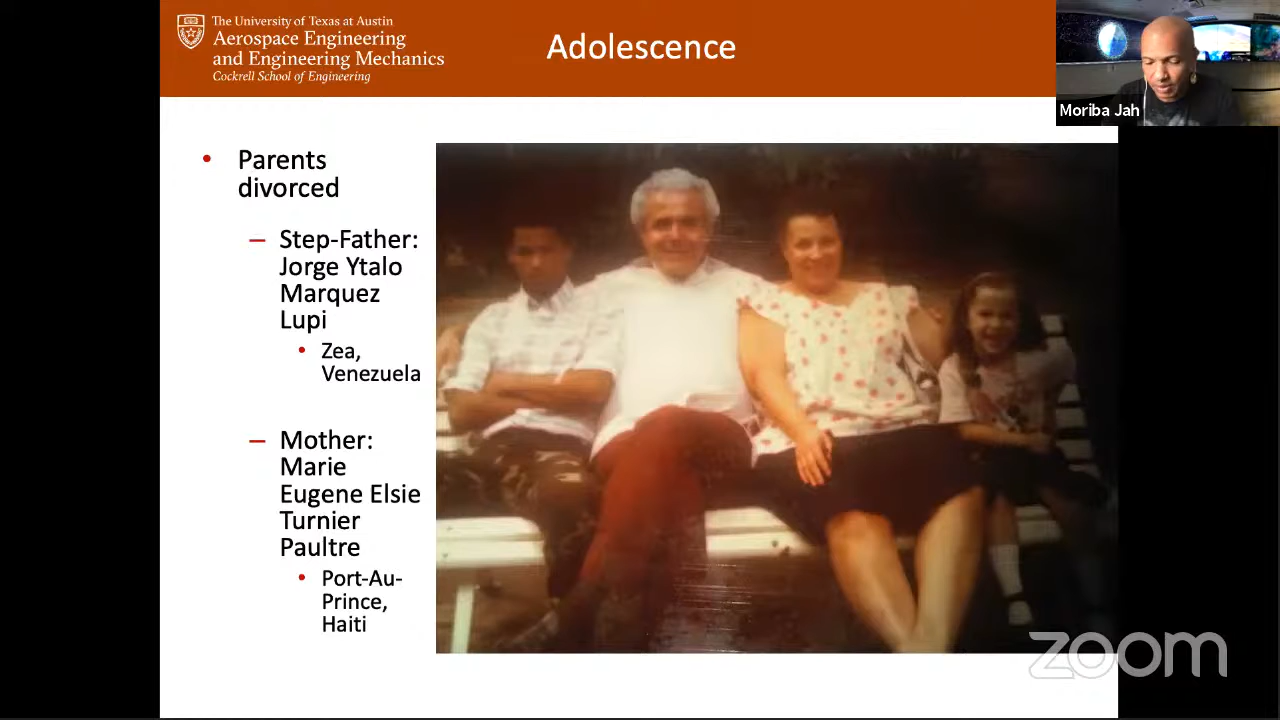 The University of Texas at Austin
Aerospace Engineering
and Engineering Mechanics
Cockrell School of Engineering
Adolescence
Moriba Jah
• Parents
divorced
– Step-Father:
Jorge Ytalo
Marquez
Lupi
• Zea,
Venezuela
– Mother:
Marie
Eugene Elsie
Turnier
Paultre
• Port-Au-
Prince,
Haiti
zoom